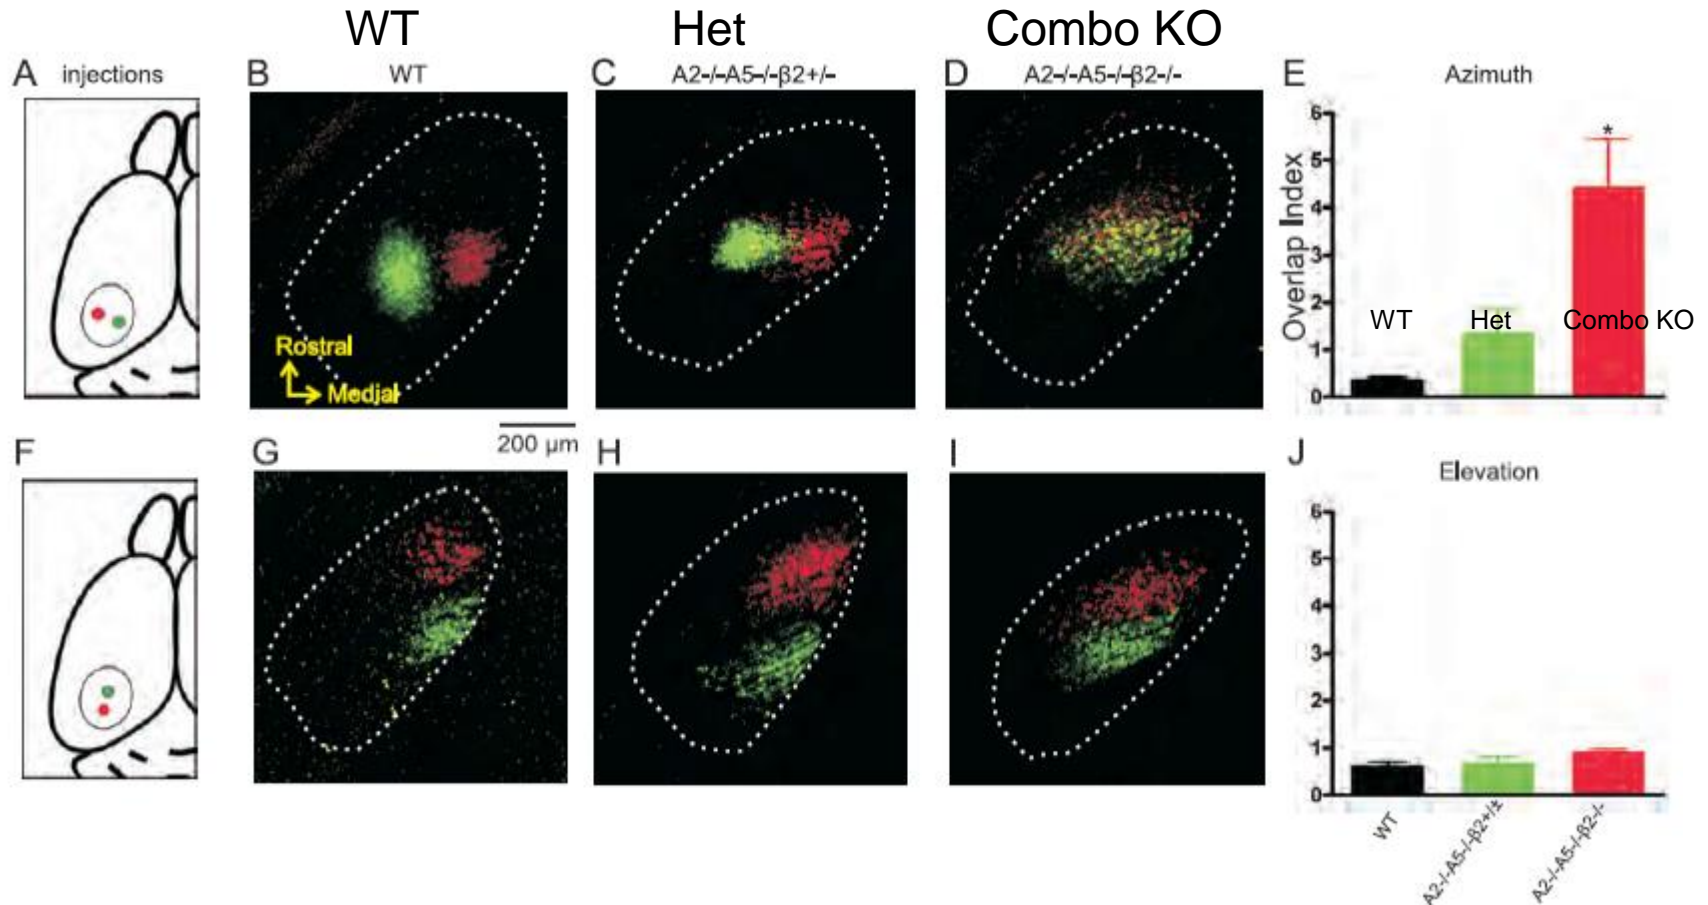 WT Het Combo KO
A injections
B WT
C A2-/-A5-/-β2+/-
D A2-/-A5-/-β2-/-
E Azimuth
Overlap Index
6
5
4
3
2
1
0
*
WT Het Combo KO
Rostral
Medjal
200 µm
F
G
H
I
J Elevation
6
5
4
3
2
1
0
WT
A2-/-A5-/-β2+/±
A2-/-A5-/-β2-/-